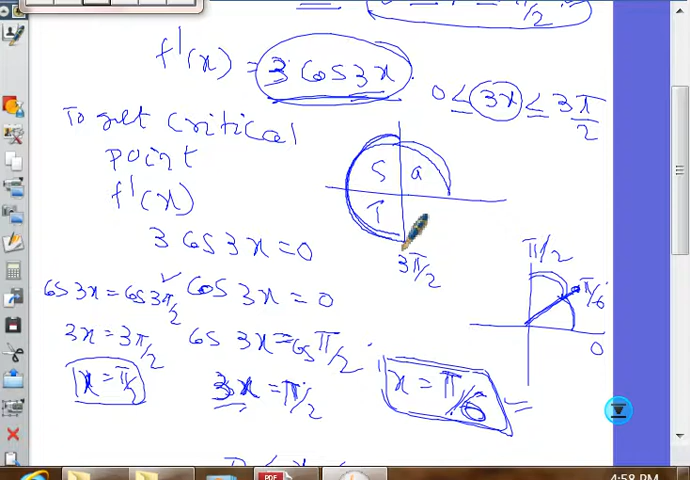 f'(x) = 3 cos 3x
0 ≤ 3x ≤ 3π/2
To get critical
point
f'(x)
S a
T
3π/2
3 cos 3x = 0
π/2
π/6
0
cos 3x = cos 3π/2
cos 3x = 0
3x = 3π/2
cos 3x = cos π/2
x = π/2
3x = π/2
x = π/6 =
4:58 PM